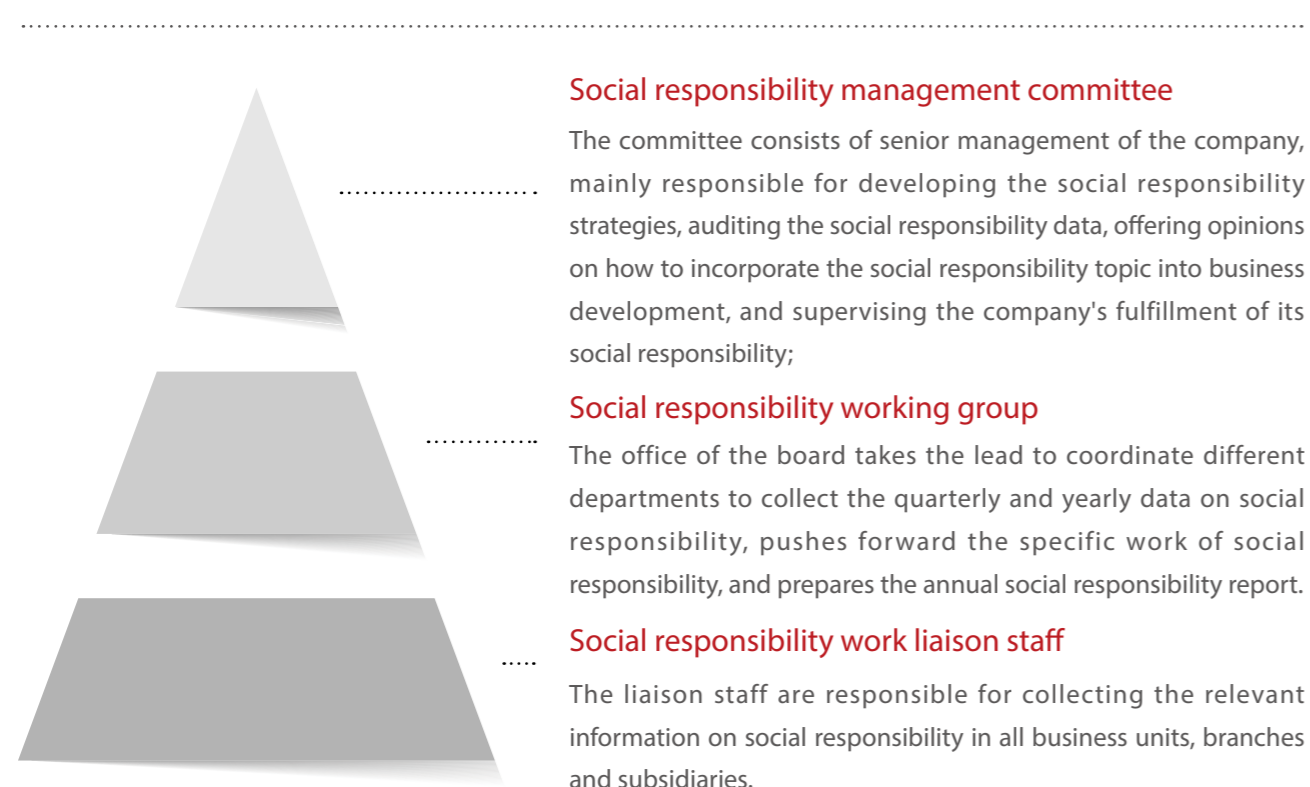 Social responsibility management committee
The committee consists of senior management of the company,
mainly responsible for developing the social responsibility
strategies, auditing the social responsibility data, offering opinions
on how to incorporate the social responsibility topic into business
development, and supervising the company's fulfillment of its
social responsibility;
Social responsibility working group
The office of the board takes the lead to coordinate different
departments to collect the quarterly and yearly data on social
responsibility, pushes forward the specific work of social
responsibility, and prepares the annual social responsibility report.
Social responsibility work liaison staff
The liaison staff are responsible for collecting the relevant
information on social responsibility in all business units, branches
and subsidiaries.